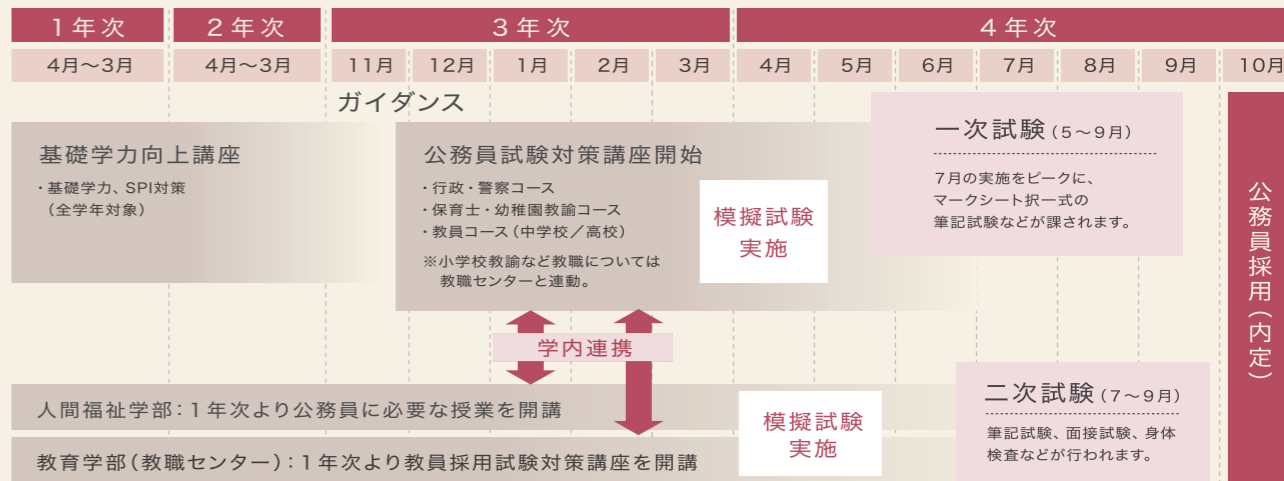 1年次
2年次
3年次
4年次
4月〜3月
4月〜3月
11月
12月
1月
2月
3月
4月
5月
6月
7月
8月
9月
10月
ガイダンス
基礎学力向上講座
・基礎学力、SPI対策
（全学年対象）
公務員試験対策講座開始
・行政・警察コース
・保育士・幼稚園教諭コース
・教員コース（中学校／高校）
※小学校教諭など教職については
教職センターと連動。
模擬試験
実施
一次試験（5〜9月）
7月の実施をピークに、
マークシート択一式の
筆記試験などが課されます。
公務員採用（内定）
学内連携
人間福祉学部：1年次より公務員に必要な授業を開講
教育学部（教職センター）：1年次より教員採用試験対策講座を開講
模擬試験
実施
二次試験（7〜9月）
筆記試験、面接試験、身体
検査などが行われます。